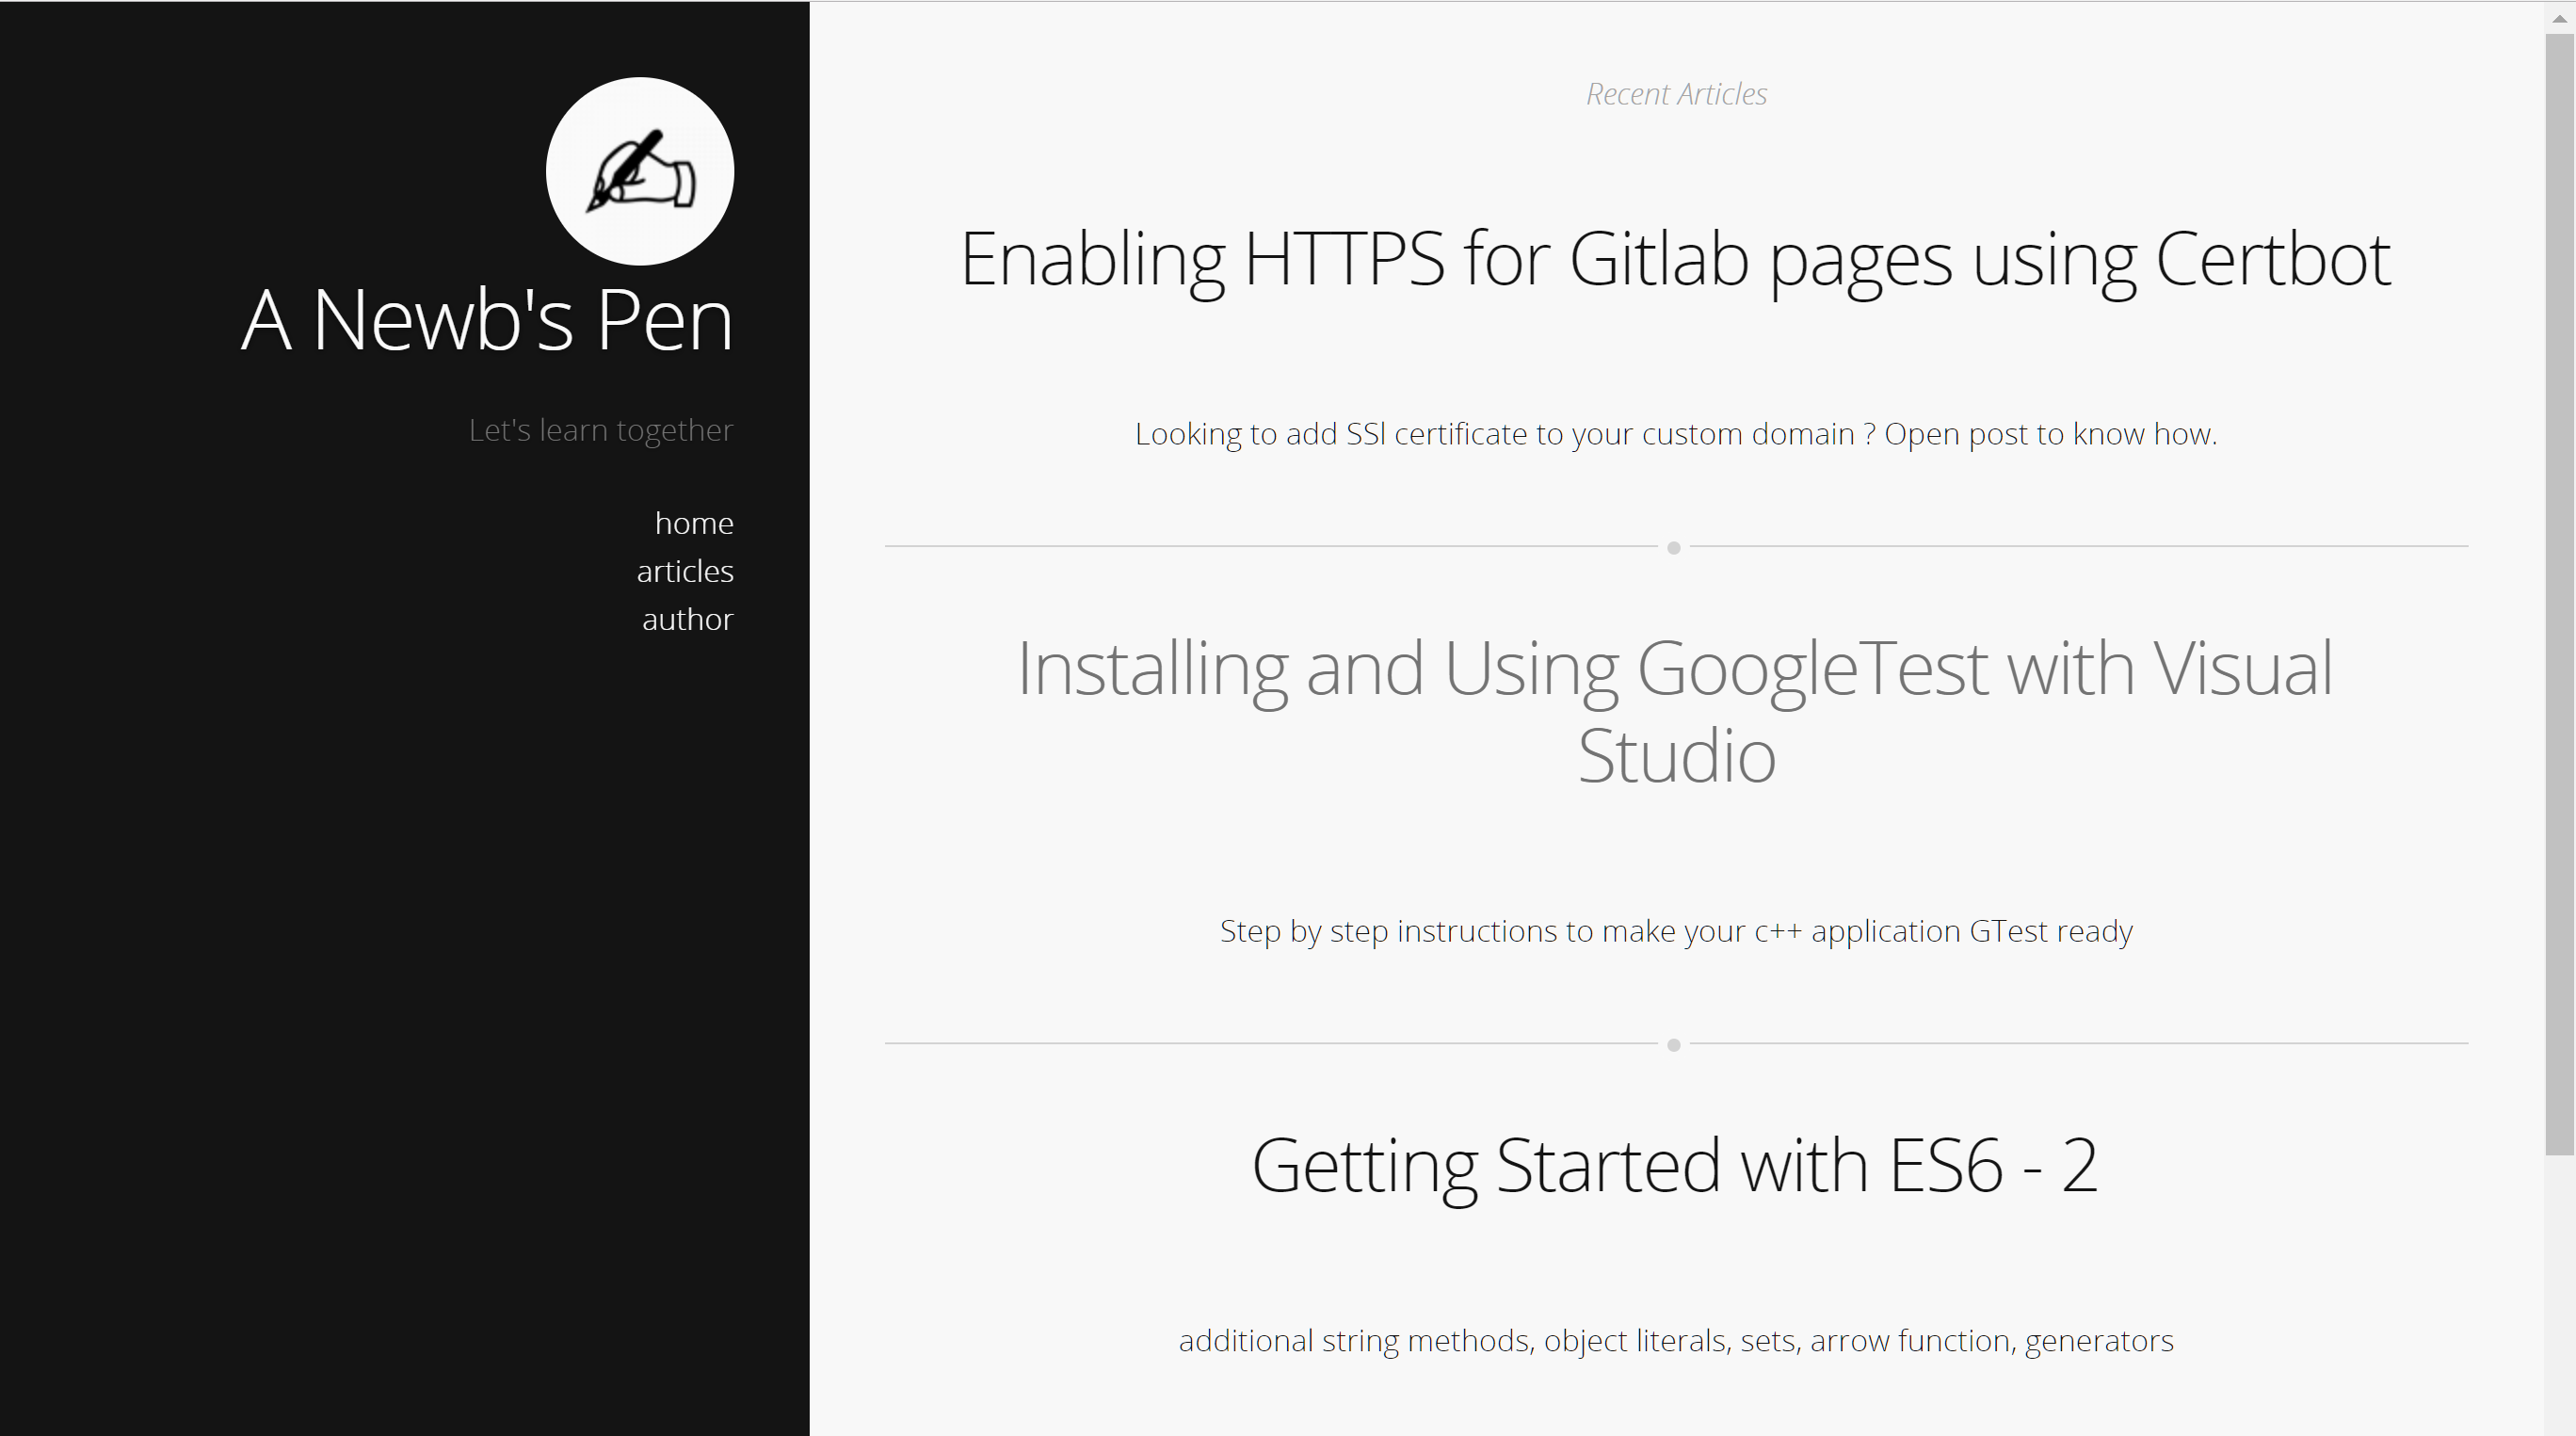 A Newb's Pen
Let's learn together
home
articles
author
Recent Articles
Enabling HTTPS for Gitlab pages using Certbot
Looking to add SSl certificate to your custom domain ? Open post to know how.
Installing and Using GoogleTest with Visual
Studio
Step by step instructions to make your c++ application GTest ready
Getting Started with ES6 - 2
additional string methods, object literals, sets, arrow function, generators